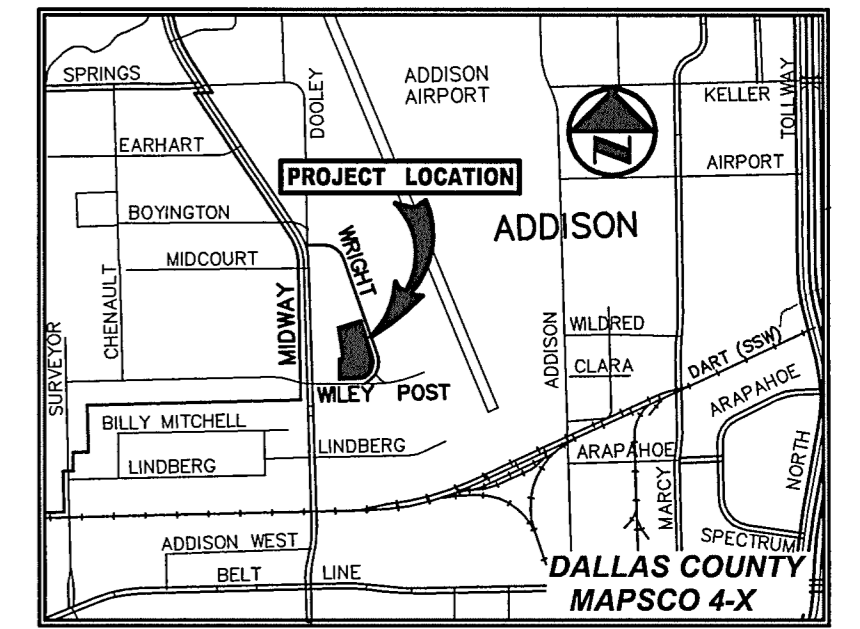 SPRINGS
DOOLEY
ADDISON
AIRPORT
KELLER
TOLLWAY
EARHART
AIRPORT
PROJECT LOCATION
BOYINGTON
WRIGHT
ADDISON
MIDCOURT
CHENAULT
MIDWAY
SURVEYOR
ADDISON
WILDRED
CLARA
DART (SSW)
WILEY POST
ARAPAHOE
BILLY MITCHELL
LINDBERG
LINDBERG
ARAPAHOE
MARCY
NORTH
ADDISON WEST
SPECTRUM
BELT LINE
DALLAS COUNTY
MAPSCO 4-X